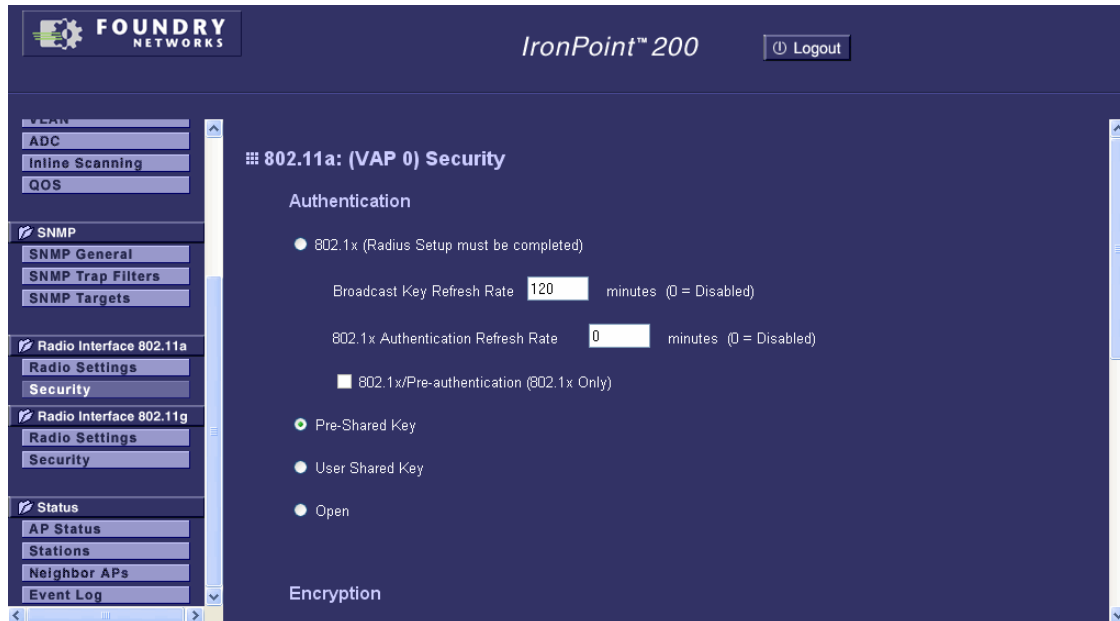 FOUNDRY
NETWORKS
IronPoint™ 200
Logout
VLAN
ADC
Inline Scanning
QOS
SNMP
SNMP General
SNMP Trap Filters
SNMP Targets
Radio Interface 802.11a
Radio Settings
Security
Radio Interface 802.11g
Radio Settings
Security
Status
AP Status
Stations
Neighbor APs
Event Log
802.11a: (VAP 0) Security
Authentication
802.1x (Radius Setup must be completed)
Broadcast Key Refresh Rate 120 minutes (0 = Disabled)
802.1x Authentication Refresh Rate 0 minutes (0 = Disabled)
802.1x/Pre-authentication (802.1x Only)
Pre-Shared Key
User Shared Key
Open
Encryption